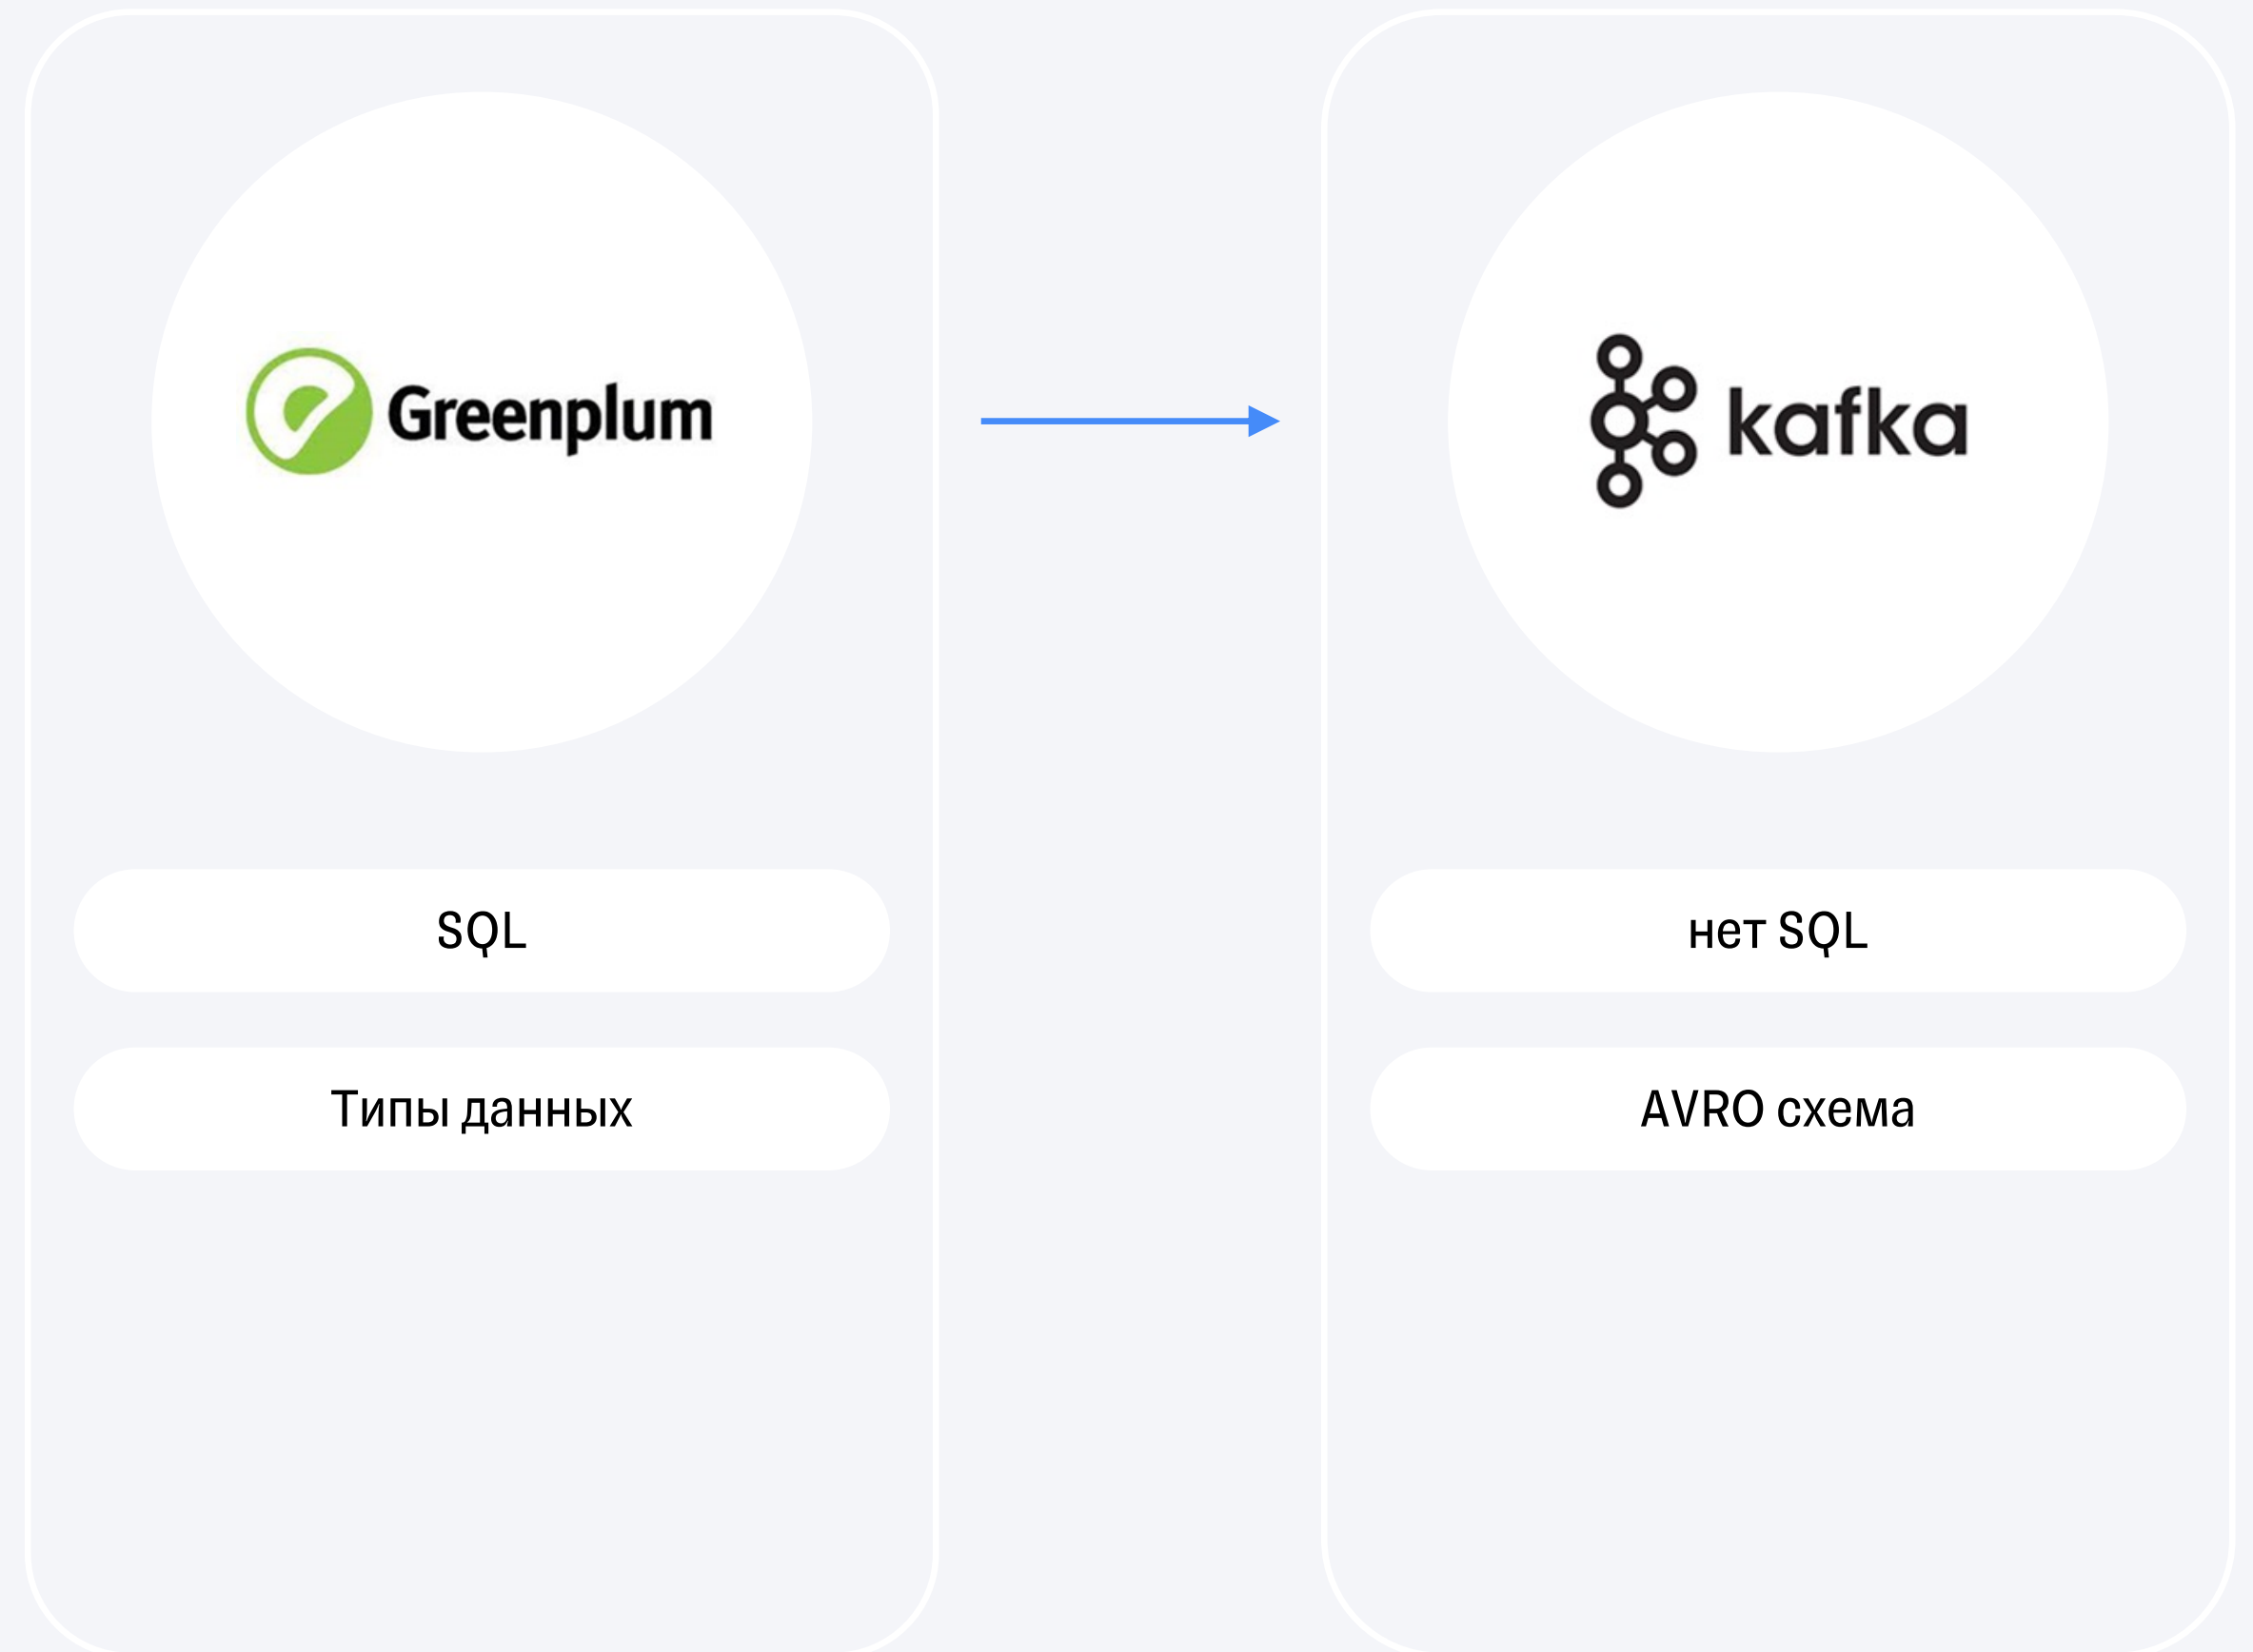 Greenplum
kafka
SQL
нет SQL
Типы данных
AVRO схема